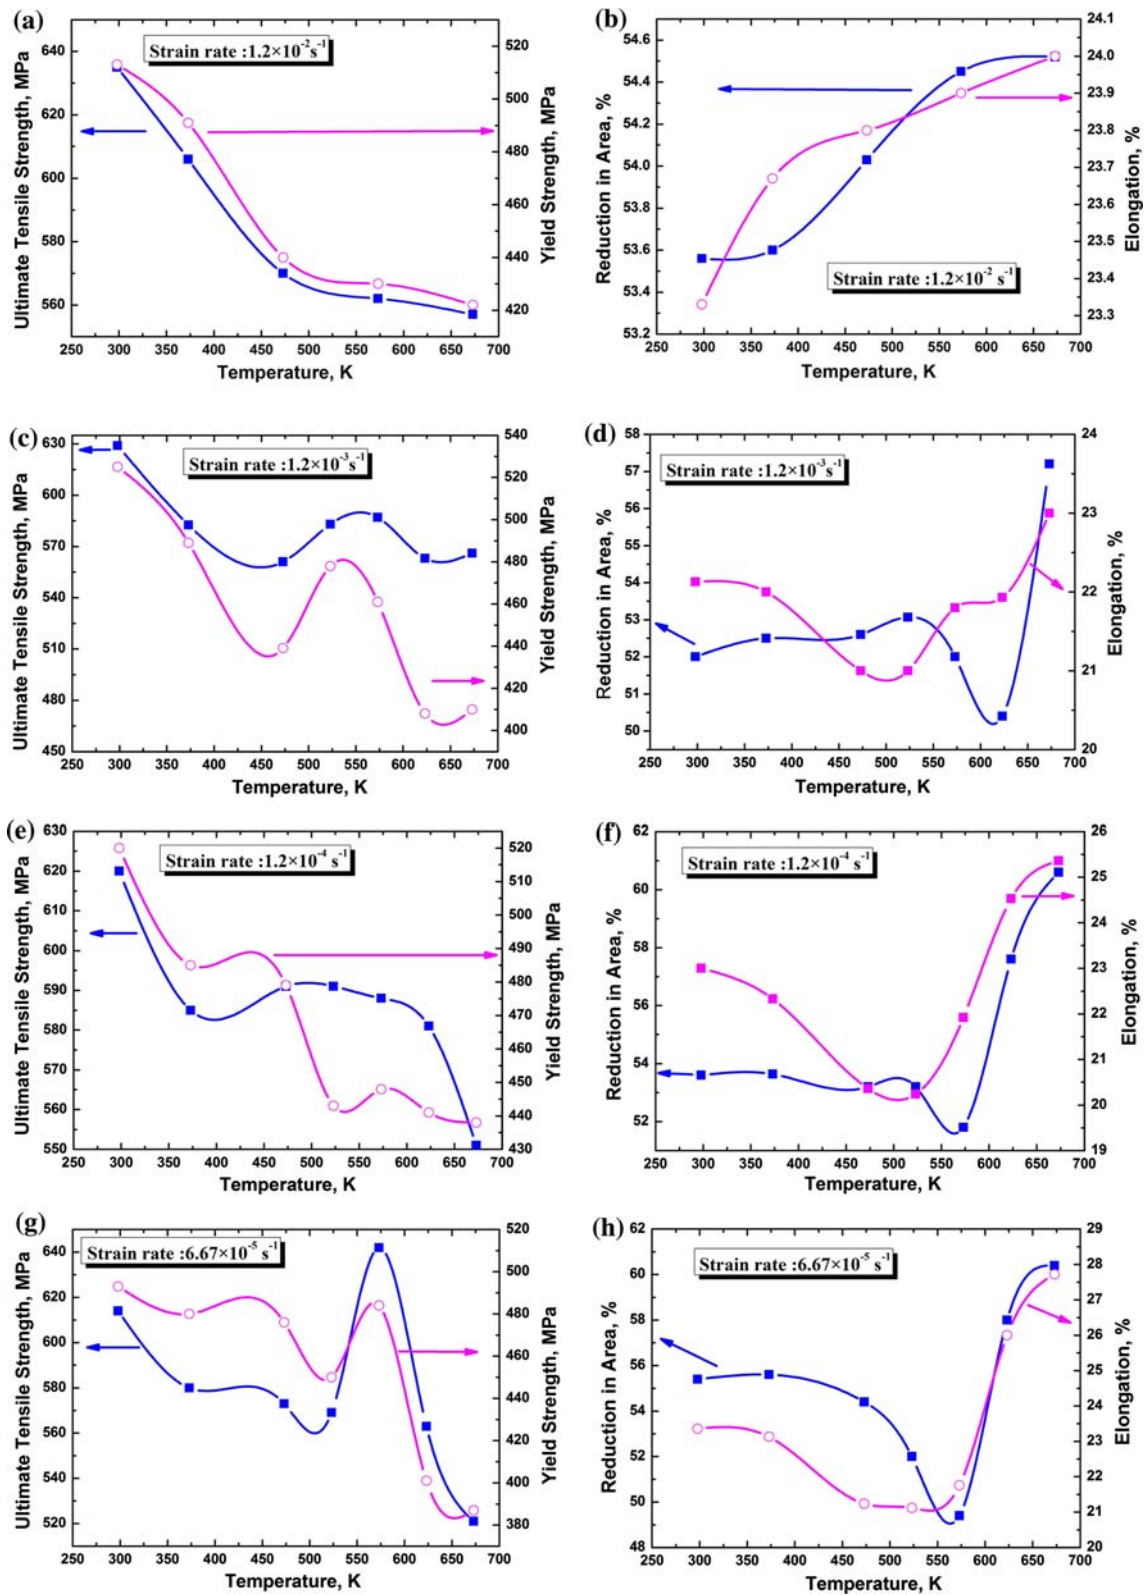 (a)
Strain rate :1.2×10⁻²s⁻¹
Ultimate Tensile Strength, MPa
640
620
600
580
560
Yield Strength, MPa
520
500
480
460
440
420
250 300 350 400 450 500 550 600 650 700
Temperature, K
(b)
Strain rate :1.2×10⁻² s⁻¹
Reduction in Area, %
54.6
54.4
54.2
54.0
53.8
53.6
53.4
53.2
Elongation, %
24.1
24.0
23.9
23.8
23.7
23.6
23.5
23.4
23.3
250 300 350 400 450 500 550 600 650 700
Temperature, K
(c)
Strain rate :1.2×10⁻³s⁻¹
Ultimate Tensile Strength, MPa
630
600
570
540
510
480
450
Yield Strength, MPa
540
520
500
480
460
440
420
400
250 300 350 400 450 500 550 600 650 700
Temperature, K
(d)
Strain rate :1.2×10⁻³s⁻¹
Reduction in Area, %
58
57
56
55
54
53
52
51
50
Elongation, %
24
23
22
21
20
250 300 350 400 450 500 550 600 650 700
Temperature, K
(e)
Strain rate :1.2×10⁻⁴ s⁻¹
Ultimate Tensile Strength, MPa
630
620
610
600
590
580
570
560
550
Yield Strength, MPa
520
510
500
490
480
470
460
450
440
430
250 300 350 400 450 500 550 600 650 700
Temperature, K
(f)
Strain rate :1.2×10⁻⁴ s⁻¹
Reduction in Area, %
62
60
58
56
54
52
Elongation, %
26
25
24
23
22
21
20
19
250 300 350 400 450 500 550 600 650 700
Temperature, K
(g)
Strain rate :6.67×10⁻⁵ s⁻¹
Ultimate Tensile Strength, MPa
640
620
600
580
560
540
520
Yield Strength, MPa
520
500
480
460
440
420
400
380
250 300 350 400 450 500 550 600 650 700
Temperature, K
(h)
Strain rate :6.67×10⁻⁵ s⁻¹
Reduction in Area, %
62
60
58
56
54
52
50
48
Elongation, %
29
28
27
26
25
24
23
22
21
20
250 300 350 400 450 500 550 600 650 700
Temperature, K